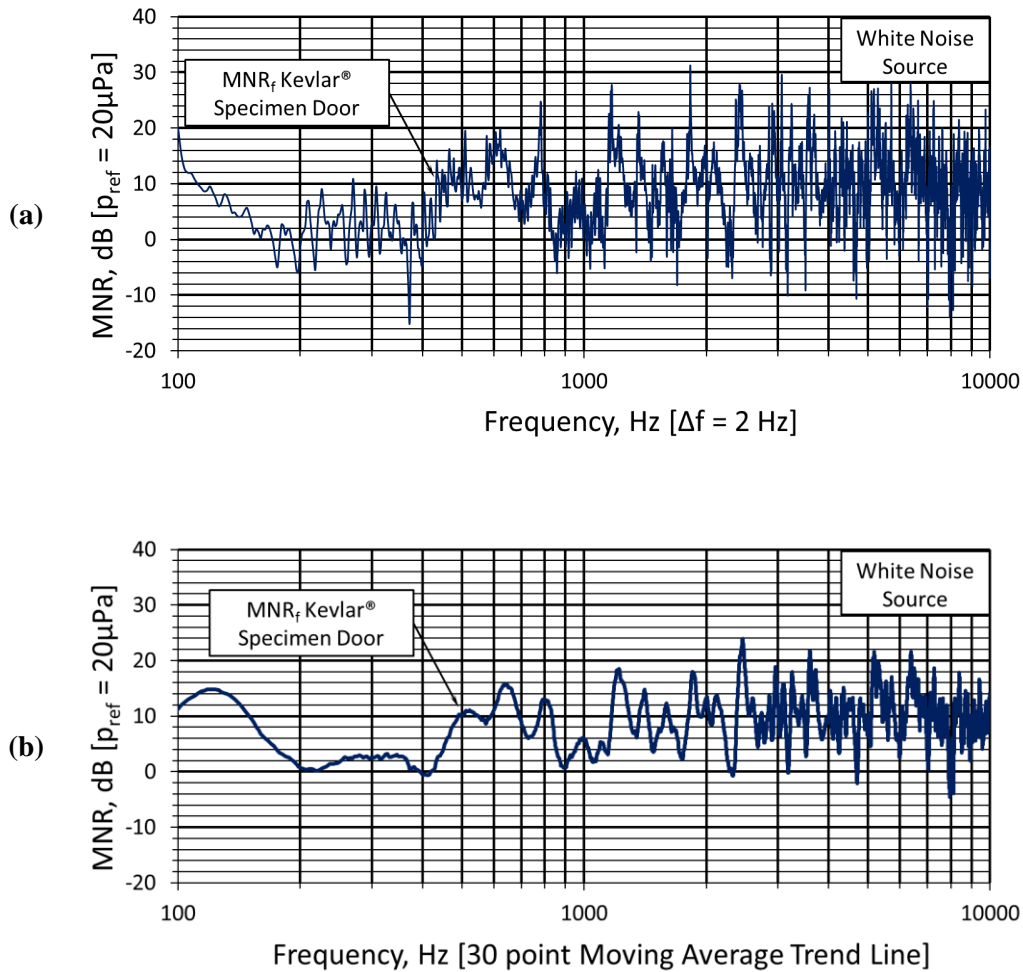 (a)
MNR, dB [pref = 20µPa]
40
30
20
10
0
-10
-20
MNRf Kevlar®
Specimen Door
White Noise
Source
100
1000
10000
Frequency, Hz [Δf = 2 Hz]
(b)
MNR, dB [pref = 20µPa]
40
30
20
10
0
-10
-20
MNRf Kevlar®
Specimen Door
White Noise
Source
100
1000
10000
Frequency, Hz [30 point Moving Average Trend Line]